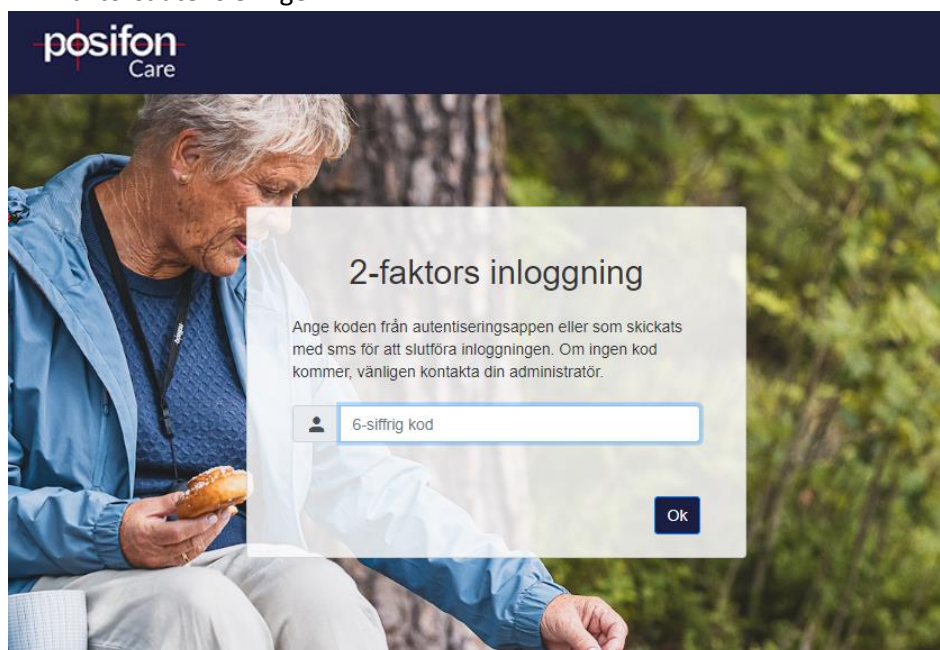 posifon
Care
2-faktors inloggning
Ange koden från autentiseringsappen eller som skickats
med sms för att slutföra inloggningen. Om ingen kod
kommer, vänligen kontakta din administratör.
6-siffrig kod
Ok